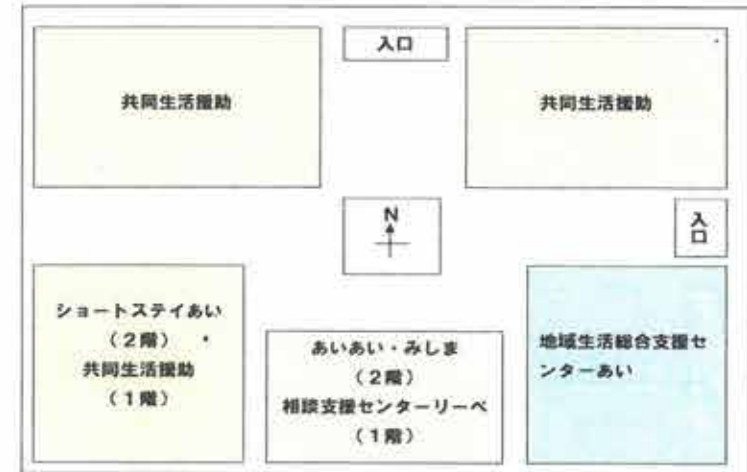 共同生活援助
入口
共同生活援助
N
入口
ショートステイあい
（２階）
共同生活援助
（１階）
あいあい・みしま
（２階）
相談支援センターリーベ
（１階）
地域生活総合支援セ
ンターあい